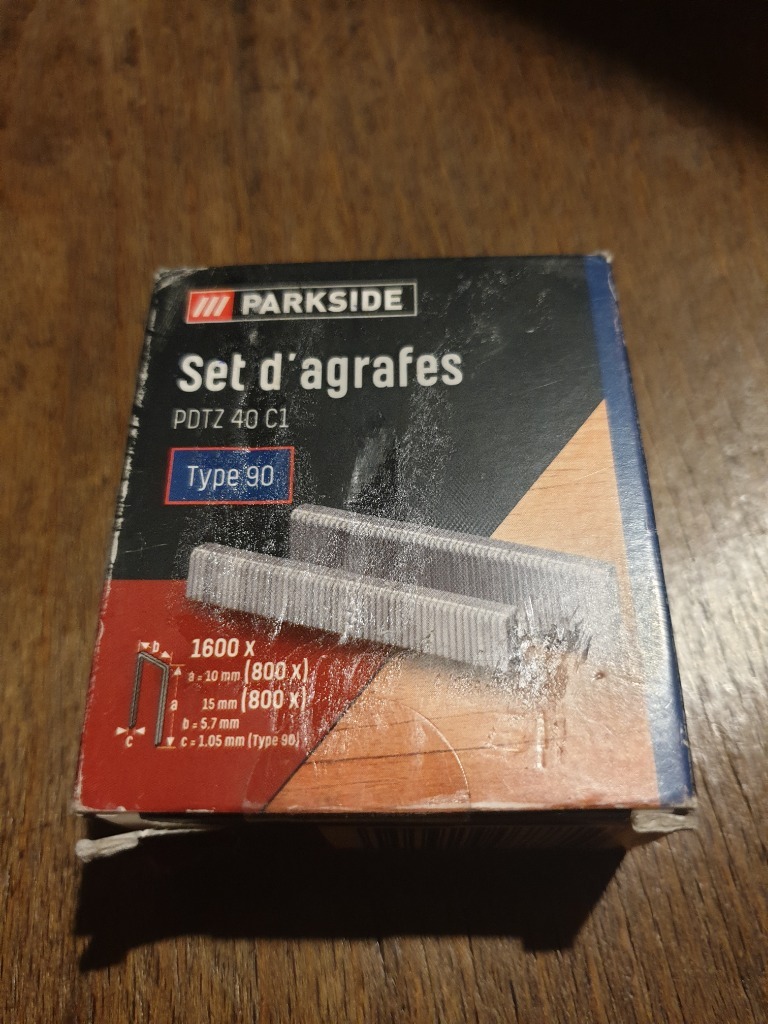 PARKSIDE
Set d'agrafes
PDTZ 40 C1
Type 90
1600 x
a = 10 mm (800 x)
15 mm (800 x)
b = 5.7 mm
c = 1.05 mm (Type 90)
b
a
c